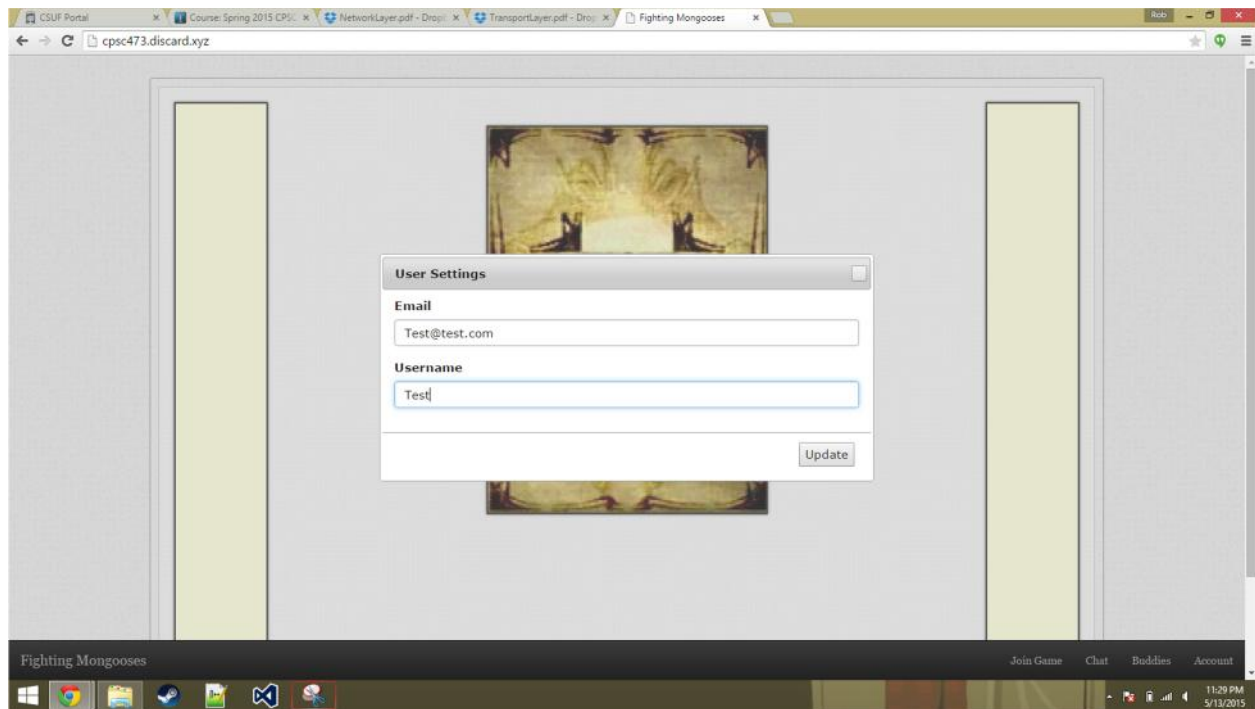 CSUF Portal
Course: Spring 2015 CPSC
NetworkLayer.pdf - Drop
TransportLayer.pdf - Drop
Fighting Mongooses
Rob
cpsc473.discard.xyz
User Settings
Email
Test@test.com
Username
Test
Update
Fighting Mongooses
Join Game Chat Buddies Account
11:29 PM
5/13/2015